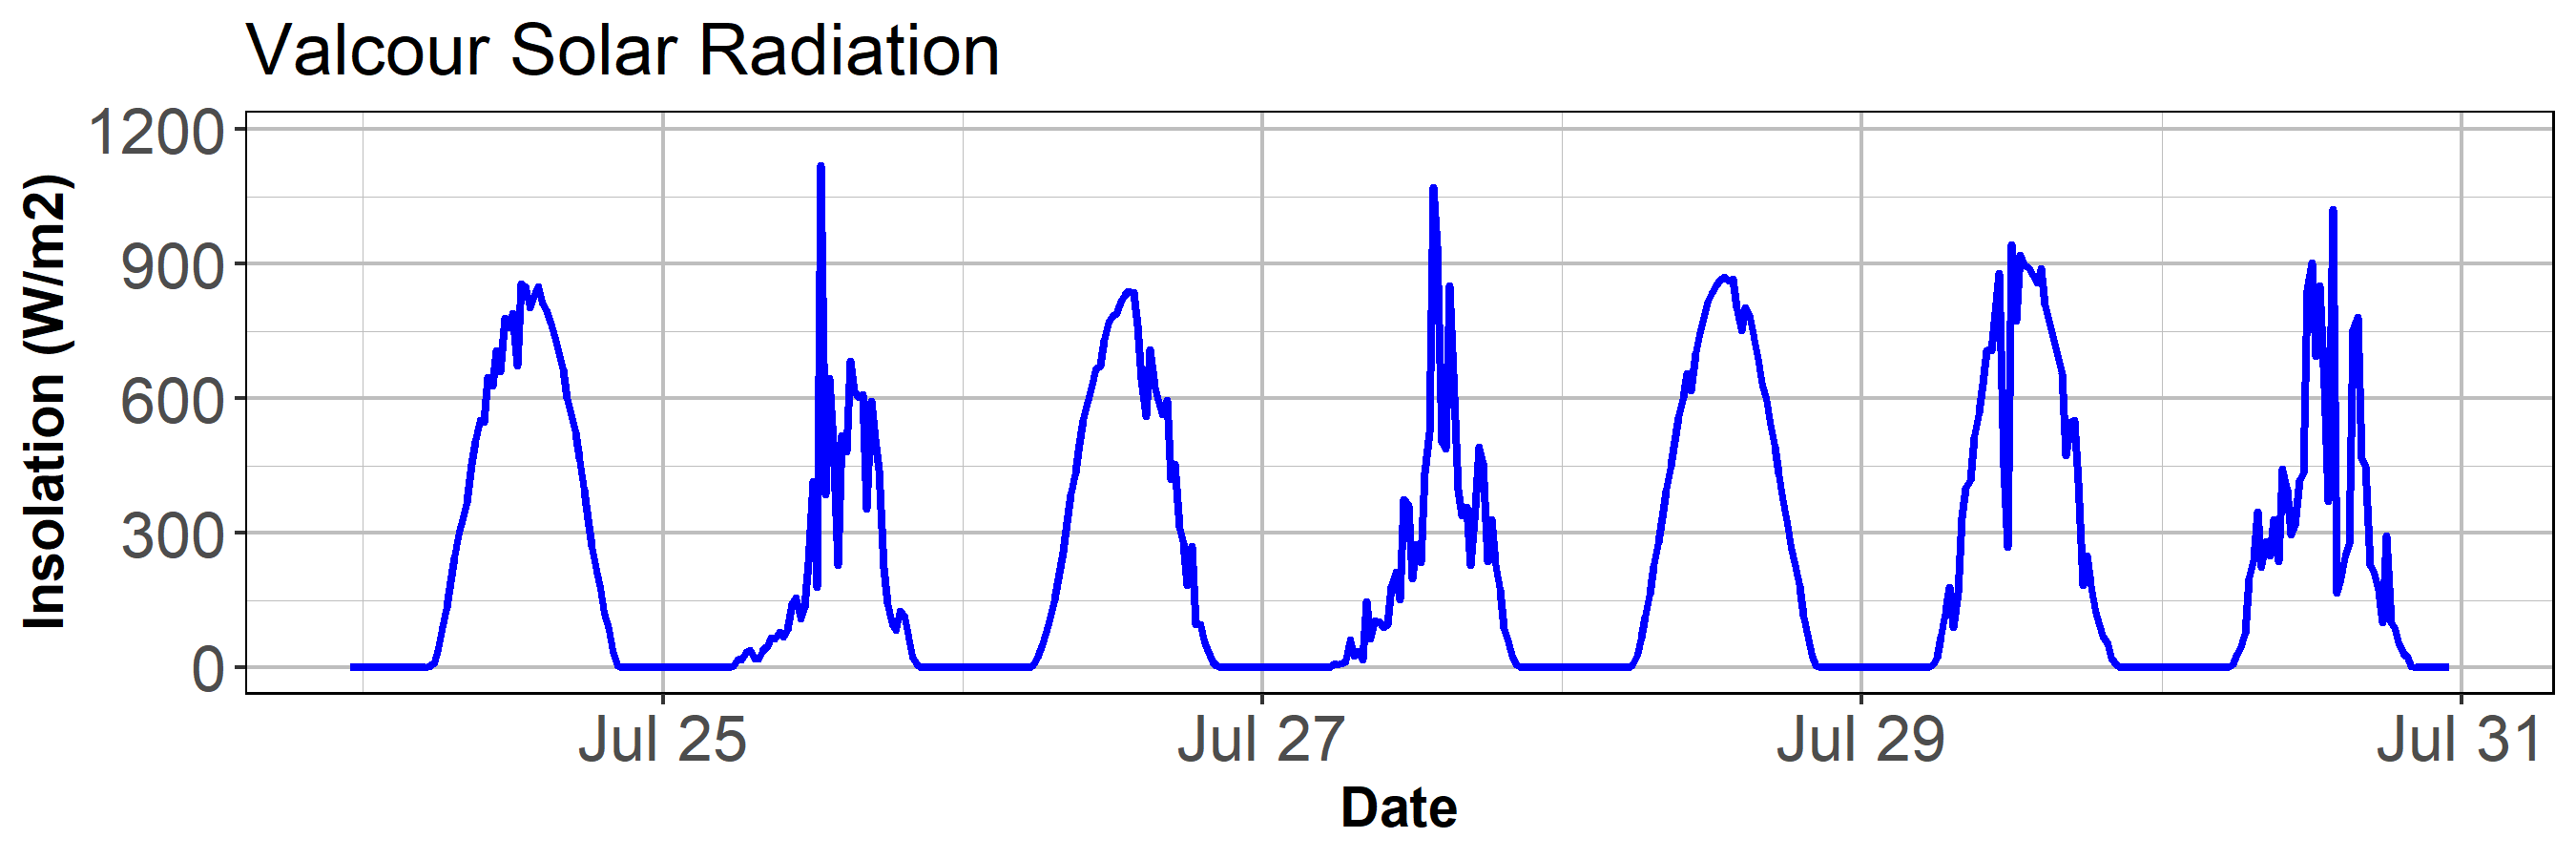 Valcour Solar Radiation
Insolation (W/m2)
1200
900
600
300
0
Jul 25
Jul 27
Jul 29
Jul 31
Date